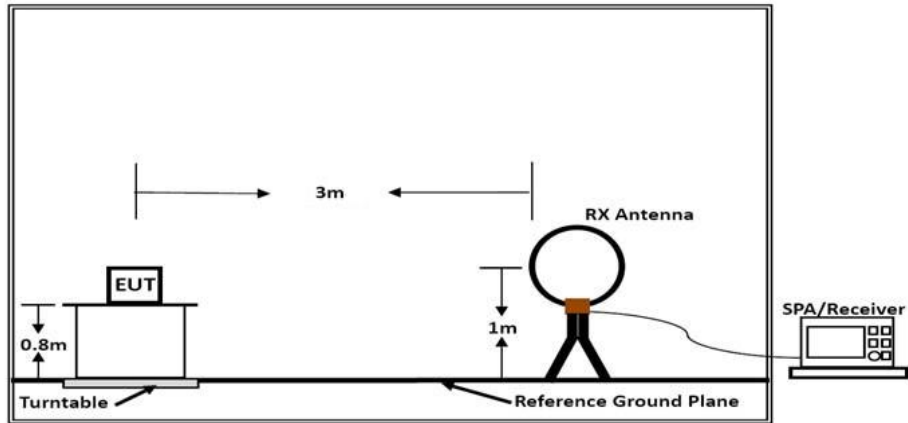 3m
RX Antenna
EUT
SPA/Receiver
0.8m
1m
Turntable
Reference Ground Plane